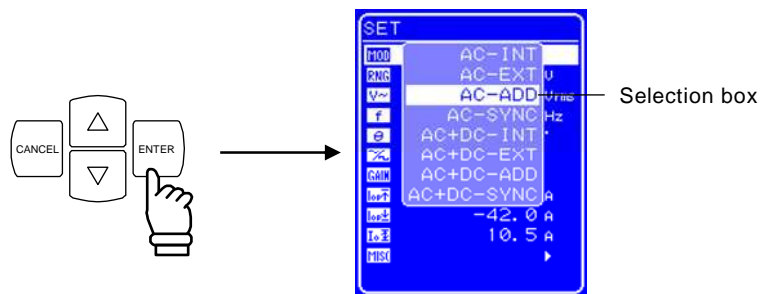 CANCEL
△
▽
ENTER
SET
MOD AC-INT
RNG AC-EXT V
V~ AC-ADD Vrms
f AC-SYNC Hz
θ AC+DC-INT °
AC+DC-EXT
GAIN AC+DC-ADD
AC+DC-SYNC A
-42.0 A
10.5 A
MISC
Selection box